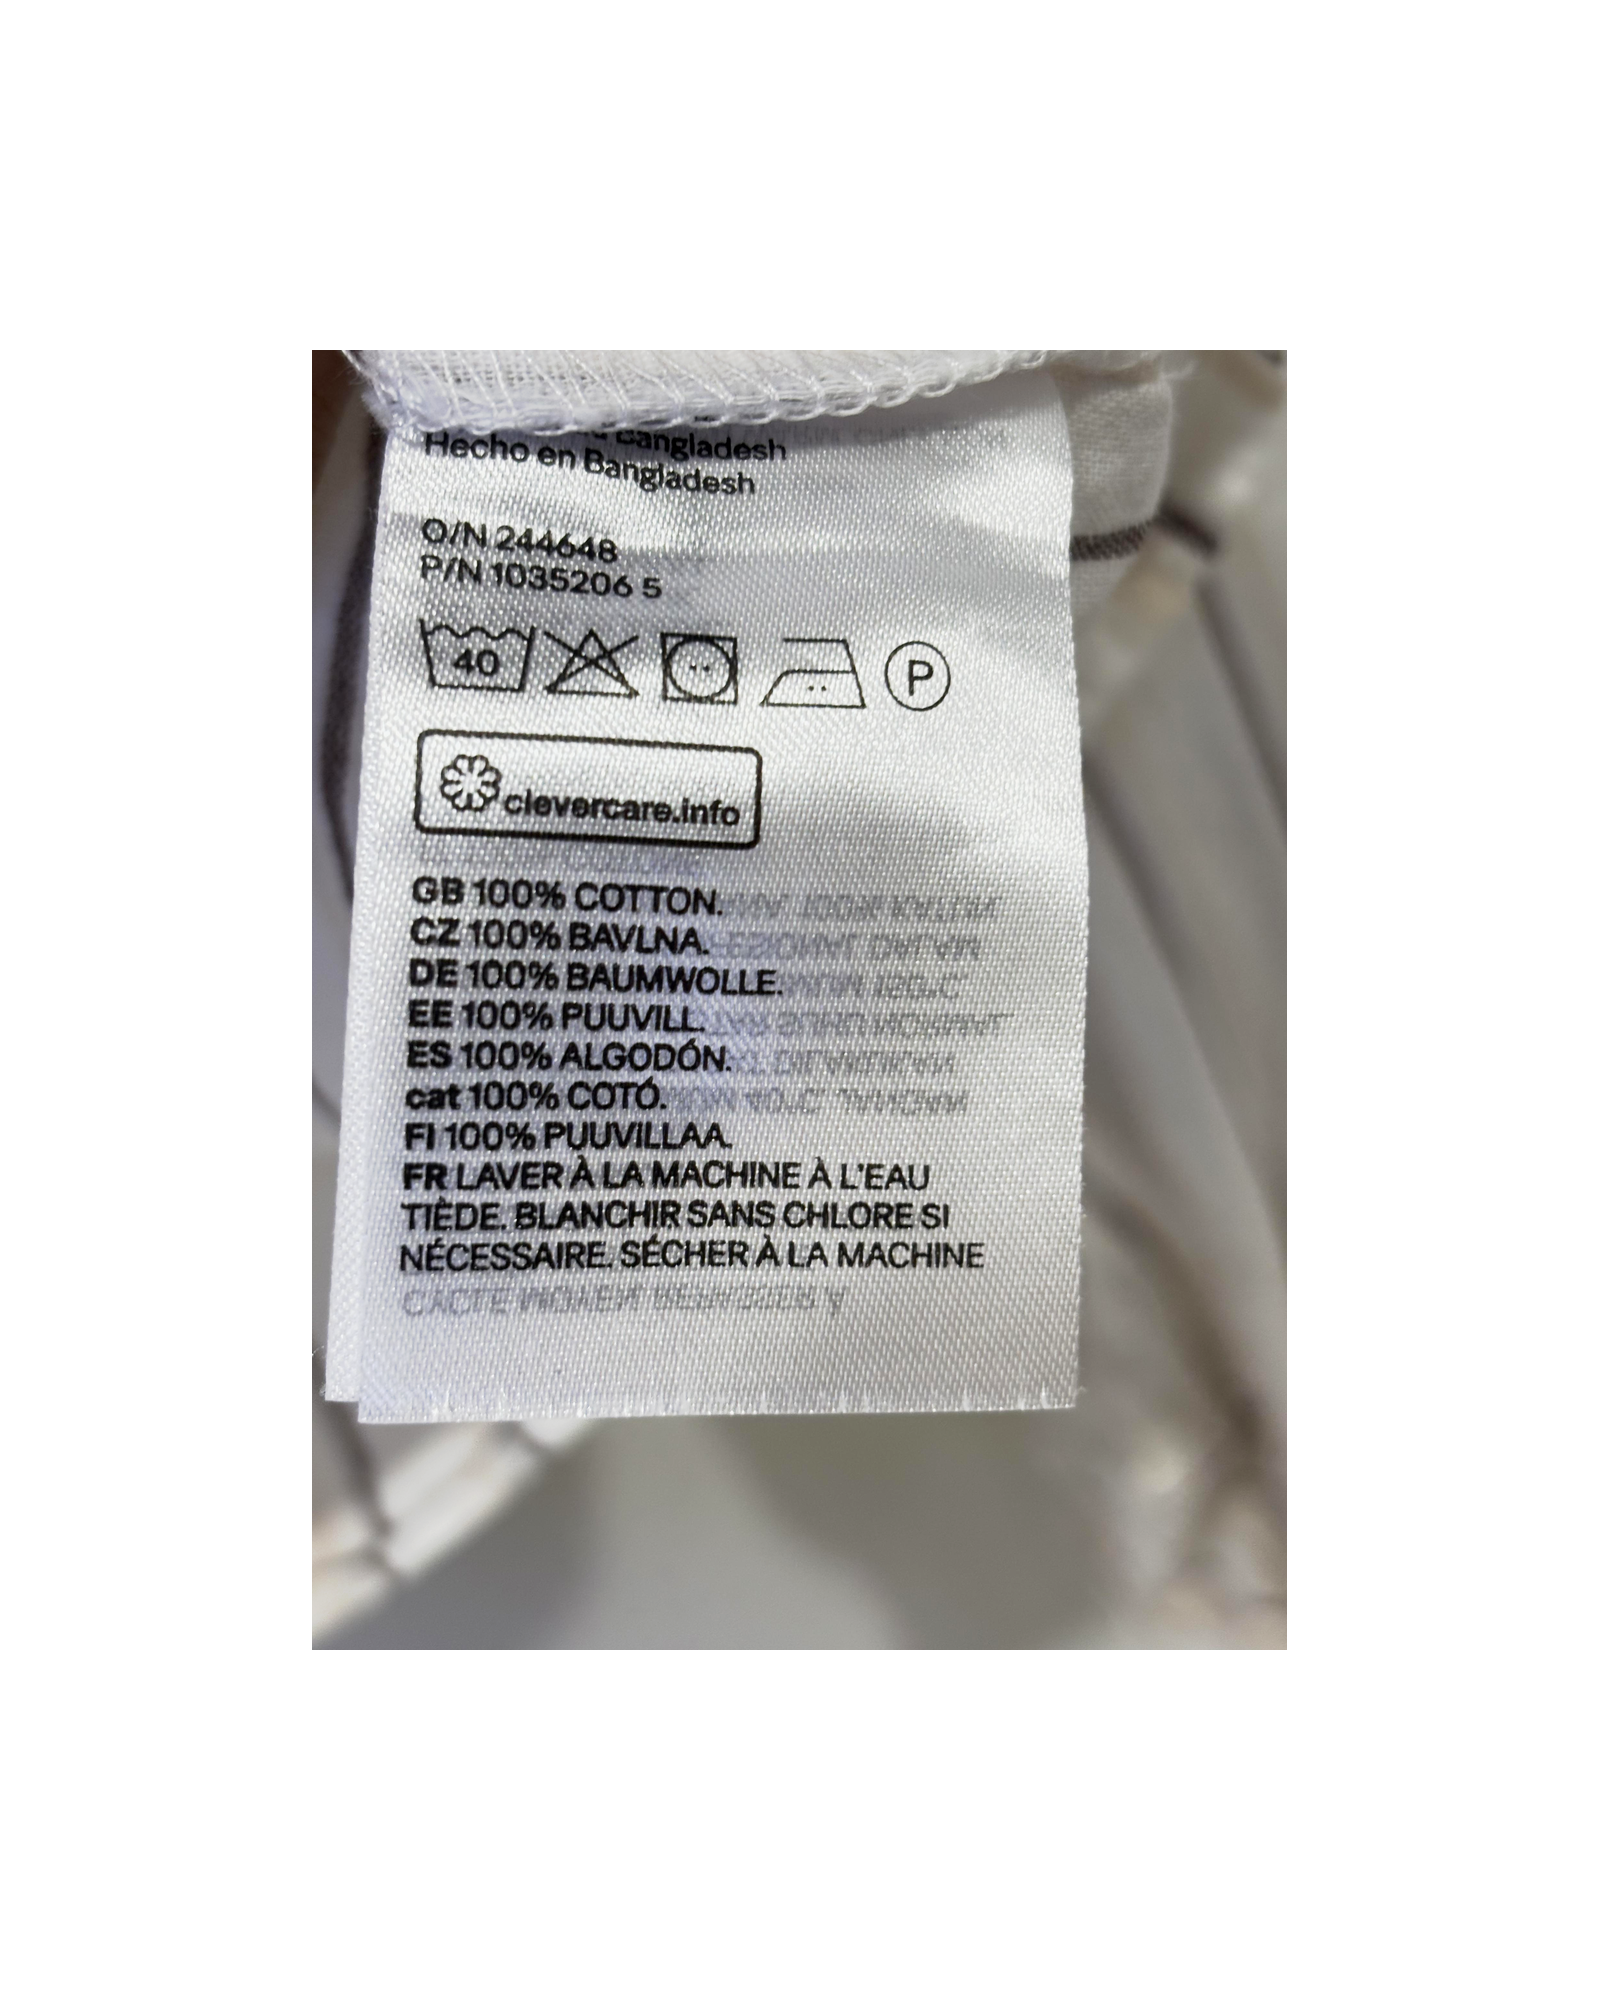 Bangladesh
Hecho en Bangladesh
O/N 244648
P/N 1035206 5
40
P
clevercare.info
GB 100% COTTON.
CZ 100% BAVLNA.
DE 100% BAUMWOLLE.
EE 100% PUUVILL.
ES 100% ALGODÓN.
cat 100% COTÓ.
FI 100% PUUVILLAA.
FR LAVER À LA MACHINE À L'EAU
TIÈDE. BLANCHIR SANS CHLORE SI
NÉCESSAIRE. SÉCHER À LA MACHINE